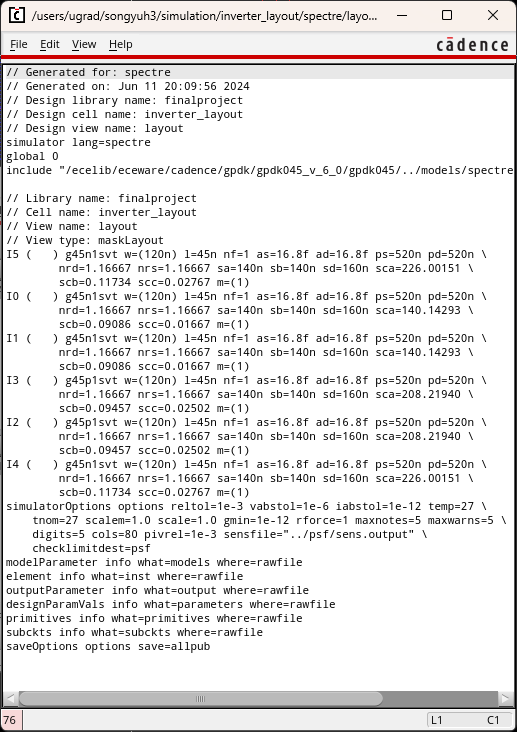 /users/ugrad/songyuh3/simulation/inverter_layout/spectre/layo...
File Edit View Help
cādence
// Generated for: spectre
// Generated on: Jun 11 20:09:56 2024
// Design library name: finalproject
// Design cell name: inverter_layout
// Design view name: layout
simulator lang=spectre
global 0
include "/ecelib/eceware/cadence/gpdk/gpdk045_v_6_0/gpdk045/../models/spectre
// Library name: finalproject
// Cell name: inverter_layout
// View name: layout
// View type: maskLayout
I5 (   ) g45n1svt w=(120n) l=45n nf=1 as=16.8f ad=16.8f ps=520n pd=520n \
nrd=1.16667 nrs=1.16667 sa=140n sb=140n sd=160n sca=226.00151 \
scb=0.11734 scc=0.02767 m=(1)
I0 (   ) g45n1svt w=(120n) l=45n nf=1 as=16.8f ad=16.8f ps=520n pd=520n \
nrd=1.16667 nrs=1.16667 sa=140n sb=140n sd=160n sca=140.14293 \
scb=0.09086 scc=0.01667 m=(1)
I1 (   ) g45n1svt w=(120n) l=45n nf=1 as=16.8f ad=16.8f ps=520n pd=520n \
nrd=1.16667 nrs=1.16667 sa=140n sb=140n sd=160n sca=140.14293 \
scb=0.09086 scc=0.01667 m=(1)
I3 (   ) g45p1svt w=(120n) l=45n nf=1 as=16.8f ad=16.8f ps=520n pd=520n \
nrd=1.16667 nrs=1.16667 sa=140n sb=140n sd=160n sca=208.21940 \
scb=0.09457 scc=0.02502 m=(1)
I2 (   ) g45p1svt w=(120n) l=45n nf=1 as=16.8f ad=16.8f ps=520n pd=520n \
nrd=1.16667 nrs=1.16667 sa=140n sb=140n sd=160n sca=208.21940 \
scb=0.09457 scc=0.02502 m=(1)
I4 (   ) g45n1svt w=(120n) l=45n nf=1 as=16.8f ad=16.8f ps=520n pd=520n \
nrd=1.16667 nrs=1.16667 sa=140n sb=140n sd=160n sca=226.00151 \
scb=0.11734 scc=0.02767 m=(1)
simulatorOptions options reltol=1e-3 vabstol=1e-6 iabstol=1e-12 temp=27 \
tnom=27 scalem=1.0 scale=1.0 gmin=1e-12 rforce=1 maxnotes=5 maxwarns=5 \
digits=5 cols=80 pivrel=1e-3 sensfile="../psf/sens.output" \
checklimitdest=psf
modelParameter info what=models where=rawfile
element info what=inst where=rawfile
outputParameter info what=output where=rawfile
designParamVals info what=parameters where=rawfile
primitives info what=primitives where=rawfile
subckts info what=subckts where=rawfile
saveOptions options save=allpub
76 L1 C1